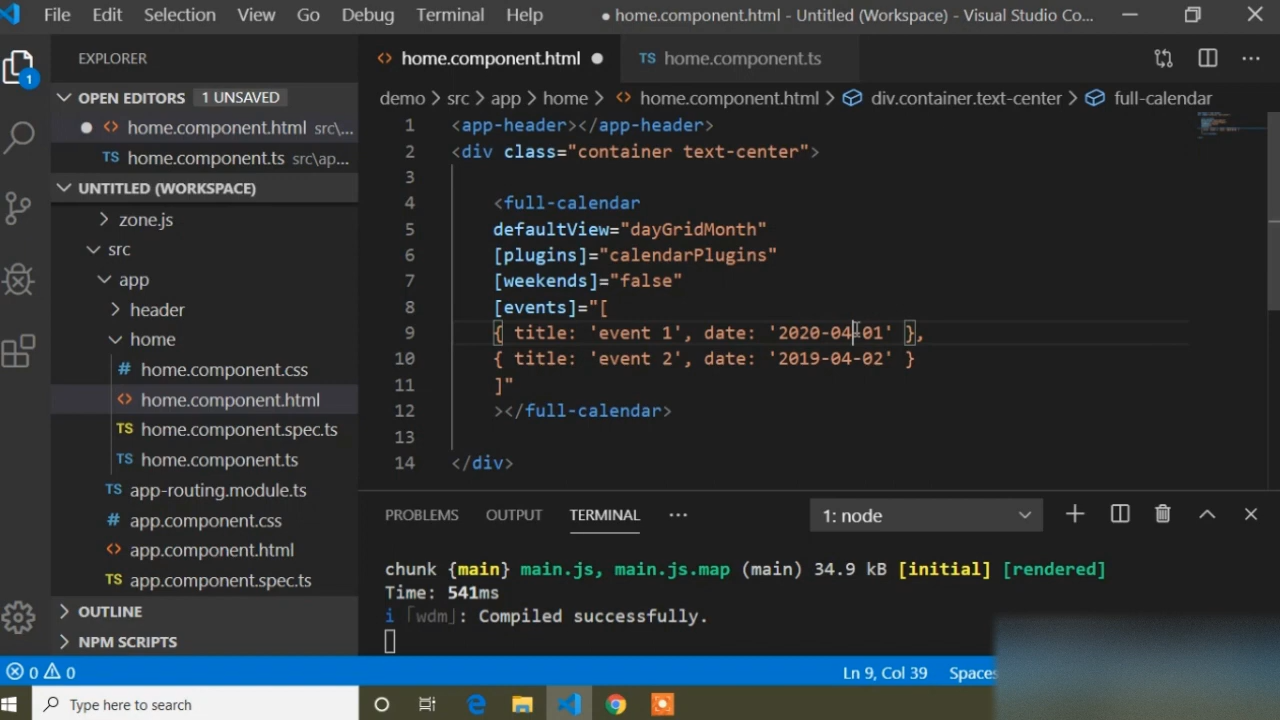 File Edit Selection View Go Debug Terminal Help ● home.component.html - Untitled (Workspace) - Visual Studio Co...
EXPLORER
<> home.component.html ●
TS home.component.ts
OPEN EDITORS 1 UNSAVED
demo > src > app > home > <> home.component.html > div.container.text-center > full-calendar
● <> home.component.html src\...
TS home.component.ts src\ap...
UNTITLED (WORKSPACE)
> zone.js
src
app
> header
home
# home.component.css
<> home.component.html
TS home.component.spec.ts
TS home.component.ts
TS app-routing.module.ts
# app.component.css
<> app.component.html
TS app.component.spec.ts
> OUTLINE
> NPM SCRIPTS
1
1 <app-header></app-header>
2 <div class="container text-center">
3
4 <full-calendar
5 defaultView="dayGridMonth"
6 [plugins]="calendarPlugins"
7 [weekends]="false"
8 [events]="[
9 { title: 'event 1', date: '2020-04-01' },
10 { title: 'event 2', date: '2019-04-02' }
11 ]"
12 ></full-calendar>
13
14 </div>
PROBLEMS OUTPUT TERMINAL ... 1: node
chunk {main} main.js, main.js.map (main) 34.9 kB [initial] [rendered]
Time: 541ms
i ｢wdm｣: Compiled successfully.
0 0
Ln 9, Col 39 Spaces
Type here to search